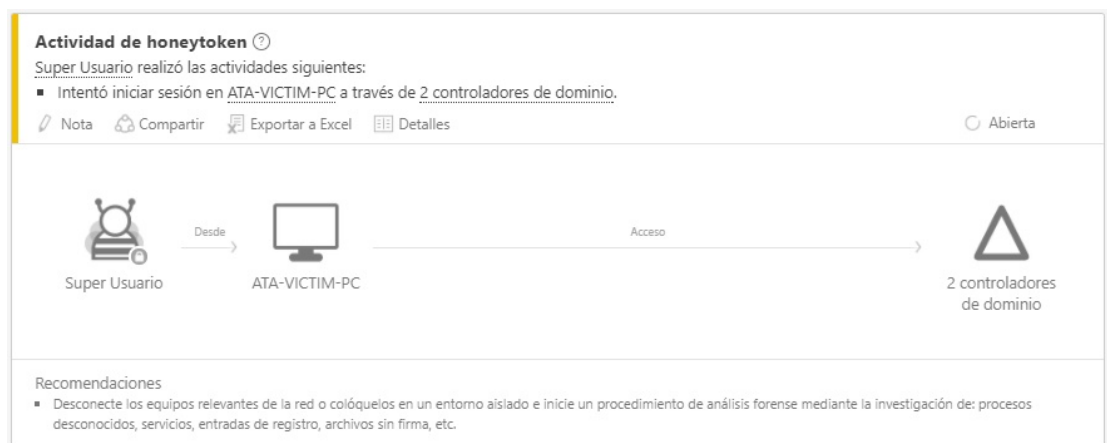 Actividad de honeytoken ?
Super Usuario realizó las actividades siguientes:
▪ Intentó iniciar sesión en ATA-VICTIM-PC a través de 2 controladores de dominio.
Nota Compartir Exportar a Excel Detalles Abierta
Desde Acceso
Super Usuario ATA-VICTIM-PC 2 controladores
de dominio
Recomendaciones
▪ Desconecte los equipos relevantes de la red o colóquelos en un entorno aislado e inicie un procedimiento de análisis forense mediante la investigación de: procesos
desconocidos, servicios, entradas de registro, archivos sin firma, etc.